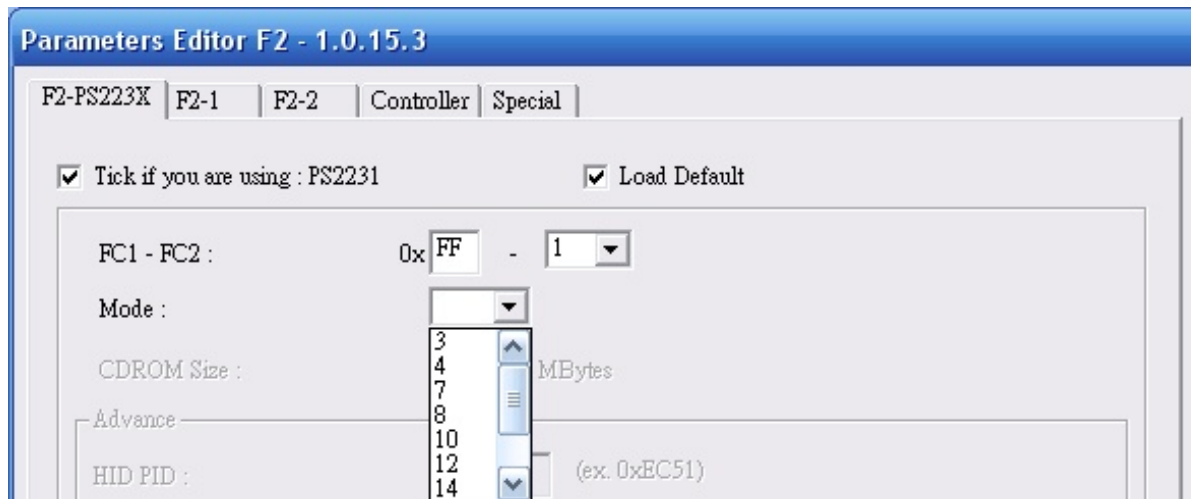 Parameters Editor F2 - 1.0.15.3
F2-PS223X F2-1 F2-2 Controller Special
Tick if you are using : PS2231 Load Default
FC1 - FC2 : 0x FF - 1
Mode :
3
4
CDROM Size : MBytes
7
8
Advance
10
12
HID PID : (ex. 0xEC51)
14